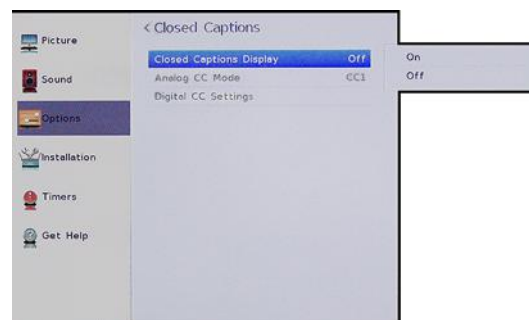 Picture
Sound
Options
Installation
Timers
Get Help
< Closed Captions
Closed Captions Display Off
Analog CC Mode CC1
Digital CC Settings
On
Off